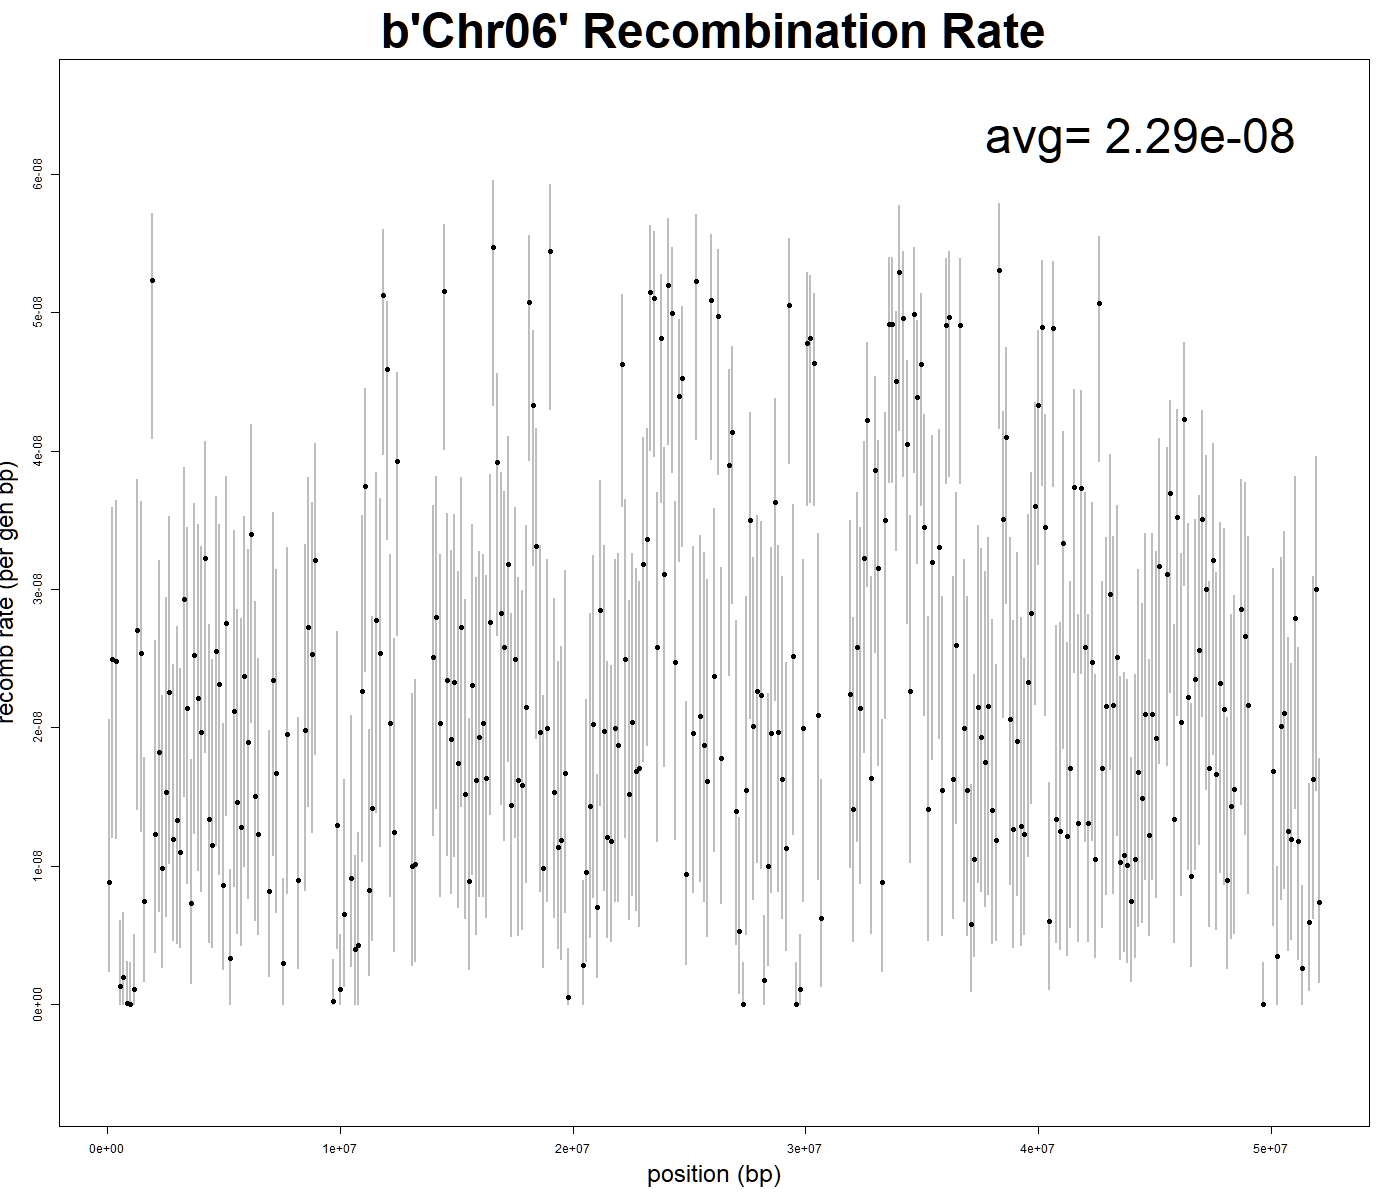 b'Chr06' Recombination Rate
avg= 2.29e-08
6e-08
5e-08
4e-08
3e-08
2e-08
1e-08
0e+00
recomb rate (per gen bp)
0e+00 1e+07 2e+07 3e+07 4e+07 5e+07
position (bp)